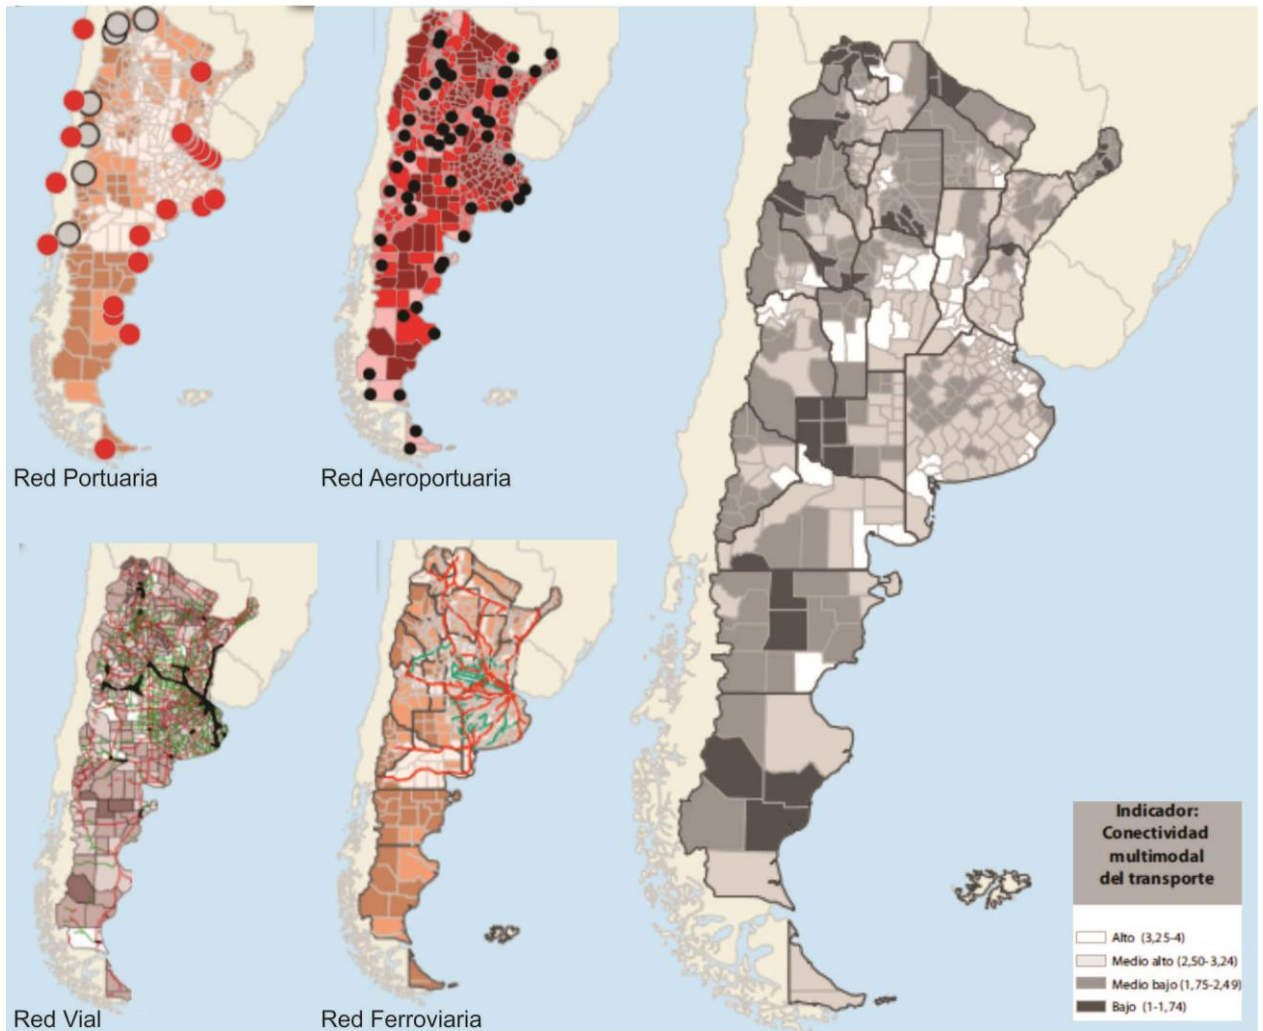 Red Portuaria
Red Aeroportuaria
Red Vial
Red Ferroviaria
Indicador:
Conectividad
multimodal
del transporte
Alto (3,25-4)
Medio alto (2,50-3,24)
Medio bajo (1,75-2,49)
Bajo (1-1,74)